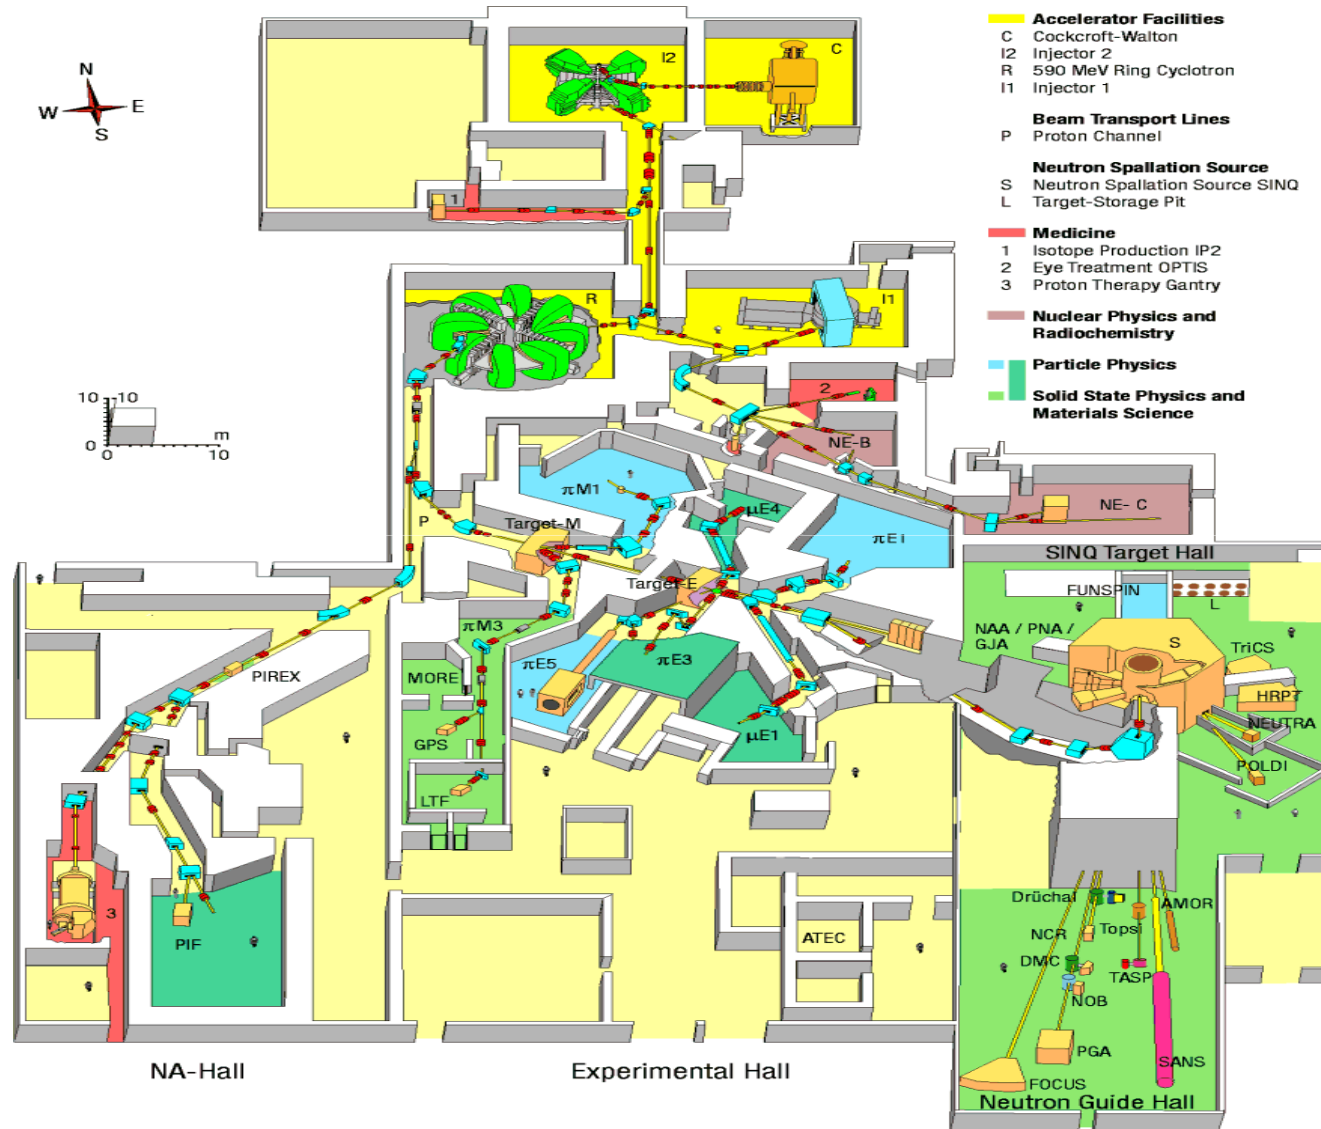 N
W E
S
I2
C
1
R
I1
2
NE-B
NE- C
10 10
0
0 10
m
πM1
P
Target-M
μE4
πEi
Target-E
πM3
πE5
πE3
μE1
MORE
GPS
LTF
PIREX
PIF
3
ATEC
SINQ Target Hall
FUNSPIN
L
NAA / PNA /
GJA
S
TriCS
HRPT
NEUTRA
POLDI
Drüchal
AMOR
NCR
Topsi
DMC
TASP
NOB
PGA
SANS
FOCUS
Neutron Guide Hall
NA-Hall
Experimental Hall
Accelerator Facilities
C Cockcroft-Walton
I2 Injector 2
R 590 MeV Ring Cyclotron
I1 Injector 1
Beam Transport Lines
P Proton Channel
Neutron Spallation Source
S Neutron Spallation Source SINQ
L Target-Storage Pit
Medicine
1 Isotope Production IP2
2 Eye Treatment OPTIS
3 Proton Therapy Gantry
Nuclear Physics and
Radiochemistry
Particle Physics
Solid State Physics and
Materials Science